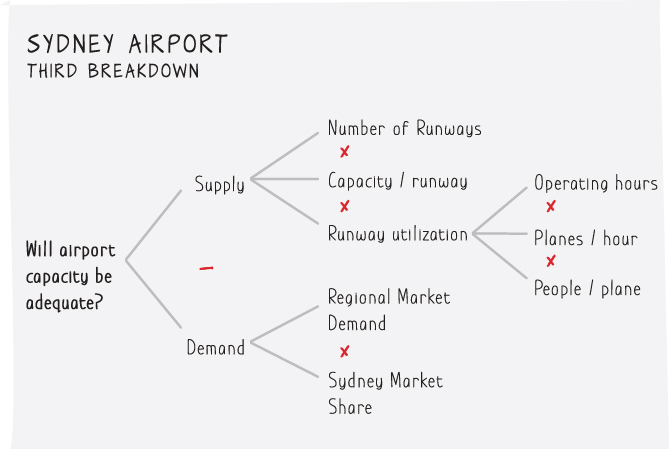 SYDNEY AIRPORT
THIRD BREAKDOWN
Number of Runways
x
Supply
Capacity / runway
x
Runway utilization
Operating hours
x
Planes / hour
x
People / plane
Will airport
capacity be
adequate?
–
Regional Market
Demand
Demand
x
Sydney Market
Share